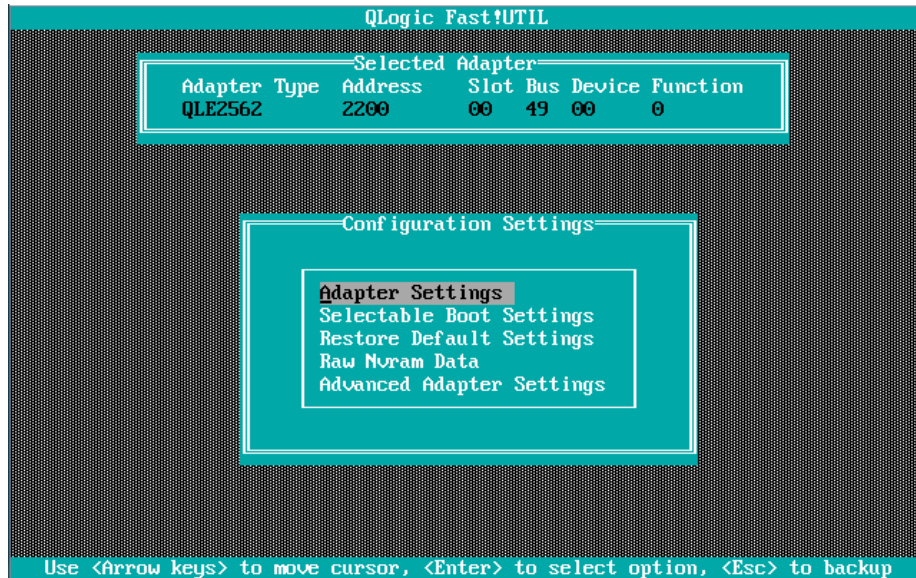 QLogic Fast!UTIL
Selected Adapter
Adapter Type Address Slot Bus Device Function
QLE2562 2200 00 49 00 0
Configuration Settings
Adapter Settings
Selectable Boot Settings
Restore Default Settings
Raw Nvram Data
Advanced Adapter Settings
Use <Arrow keys> to move cursor, <Enter> to select option, <Esc> to backup